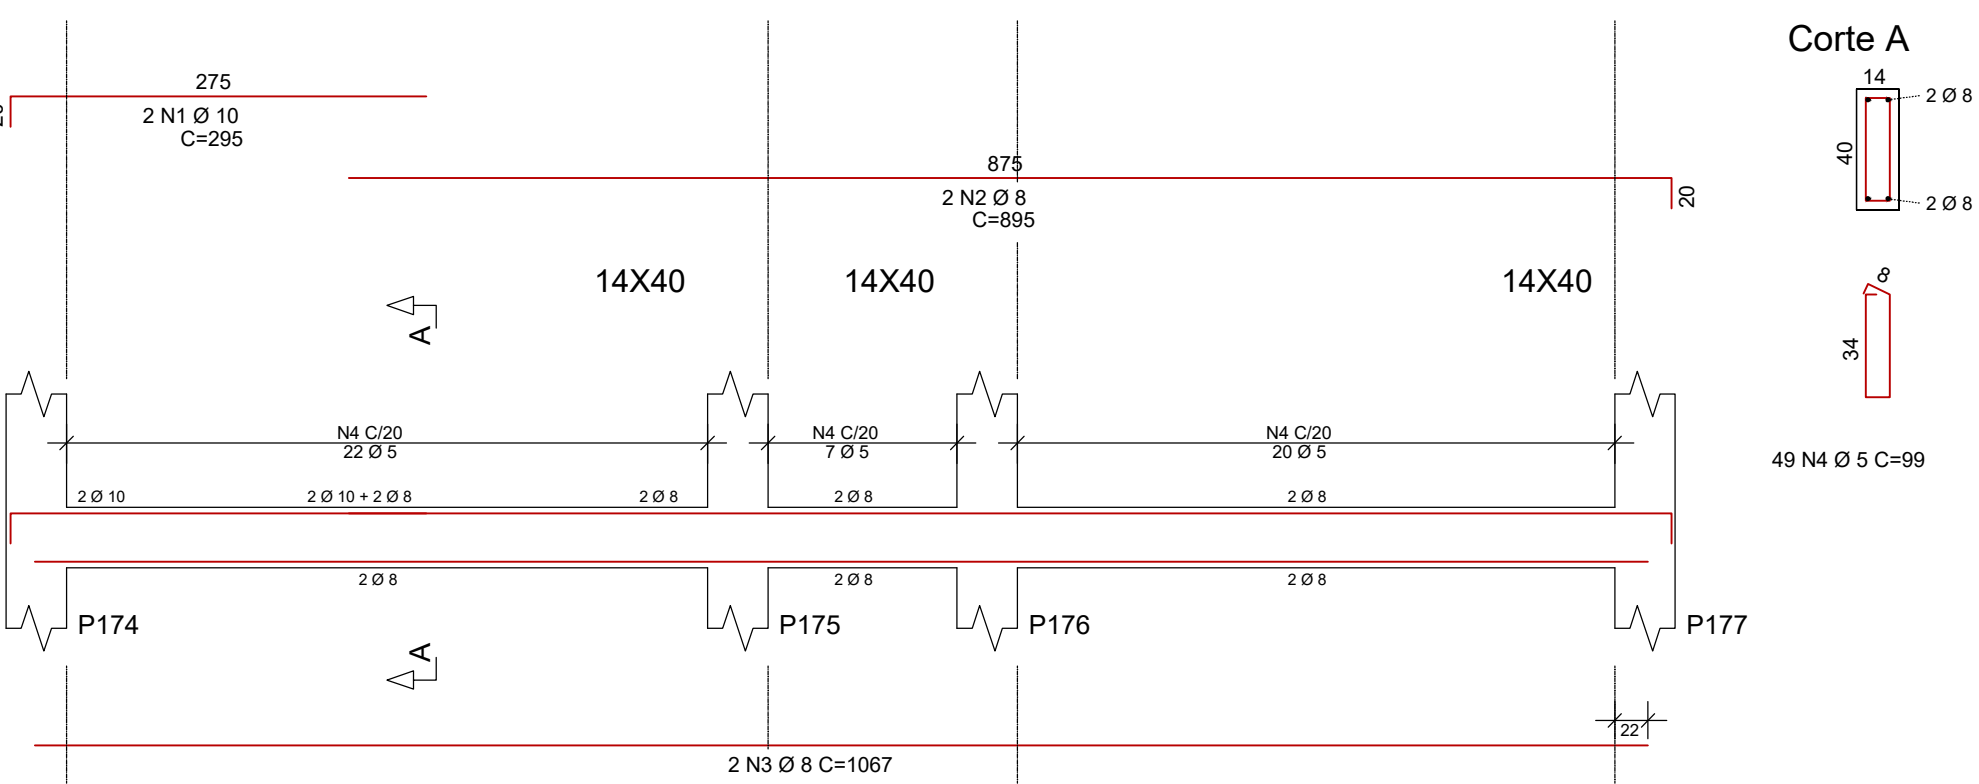 Corte A
275
2 N1 Ø 10
C=295
14
2 Ø 8
40
2 Ø 8
875
20
2 N2 Ø 8
C=895
14X40
14X40
14X40
A
8
34
N4 C/20
22 Ø 5
N4 C/20
7 Ø 5
N4 C/20
20 Ø 5
49 N4 Ø 5 C=99
2 Ø 10
2 Ø 10 + 2 Ø 8
2 Ø 8
2 Ø 8
2 Ø 8
2 Ø 8
2 Ø 8
2 Ø 8
P174
P175
P176
P177
A
22
2 N3 Ø 8 C=1067